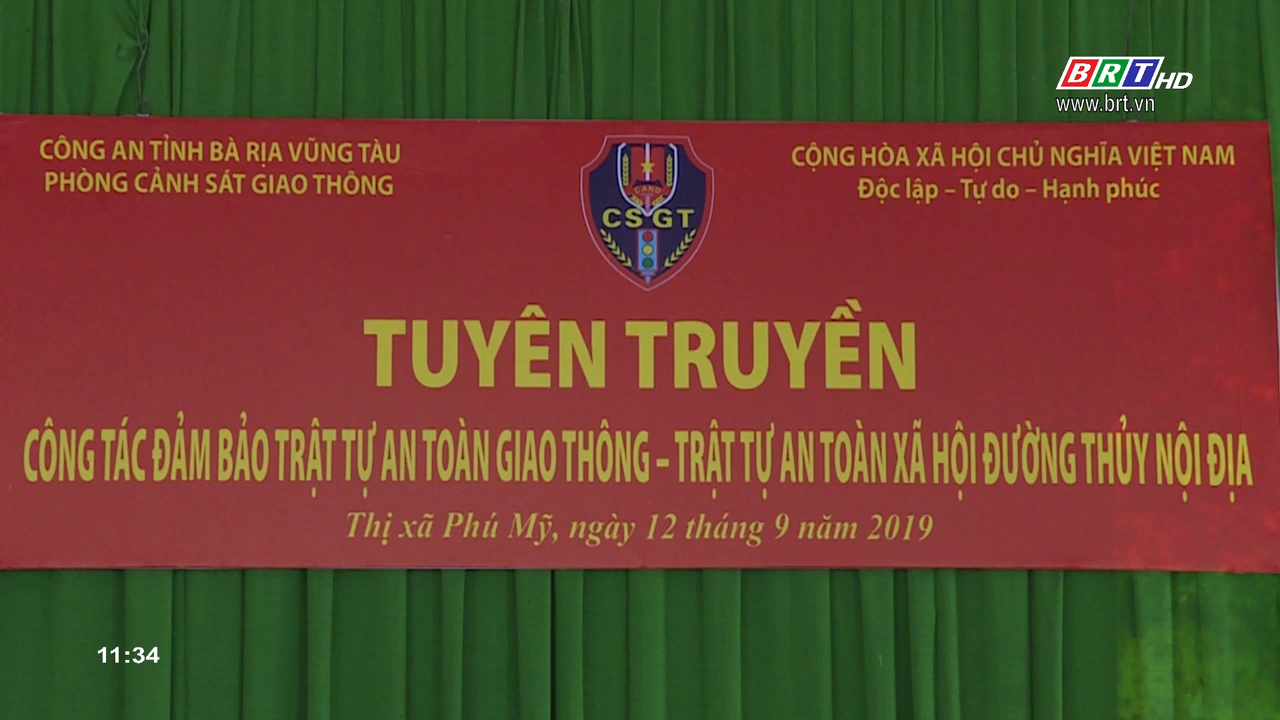 BRT HD
www.brt.vn
CÔNG AN TỈNH BÀ RỊA VŨNG TÀU
PHÒNG CẢNH SÁT GIAO THÔNG
CỘNG HÒA XÃ HỘI CHỦ NGHĨA VIỆT NAM
Độc lập – Tự do – Hạnh phúc
CAND
CSGT
TUYÊN TRUYỀN
CÔNG TÁC ĐẢM BẢO TRẬT TỰ AN TOÀN GIAO THÔNG – TRẬT TỰ AN TOÀN XÃ HỘI ĐƯỜNG THỦY NỘI ĐỊA
Thị xã Phú Mỹ, ngày 12 tháng 9 năm 2019
11:34